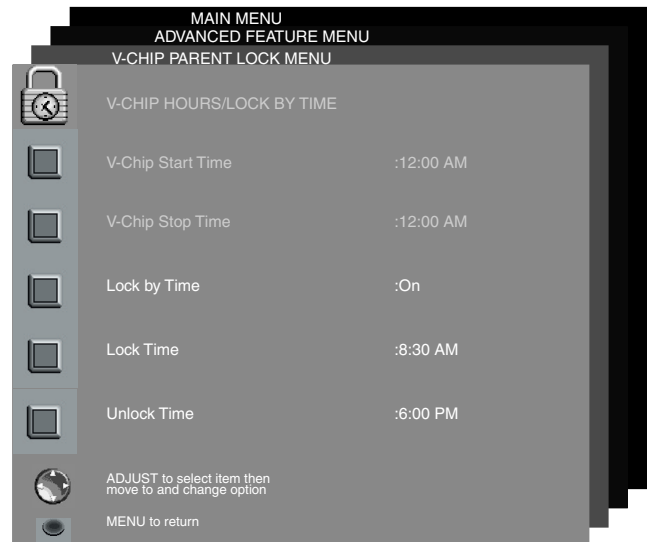 MAIN MENU
ADVANCED FEATURE MENU
V-CHIP PARENT LOCK MENU
V-CHIP HOURS/LOCK BY TIME
V-Chip Start Time :12:00 AM
V-Chip Stop Time :12:00 AM
Lock by Time :On
Lock Time :8:30 AM
Unlock Time :6:00 PM
ADJUST to select item then
move to and change option
MENU to return